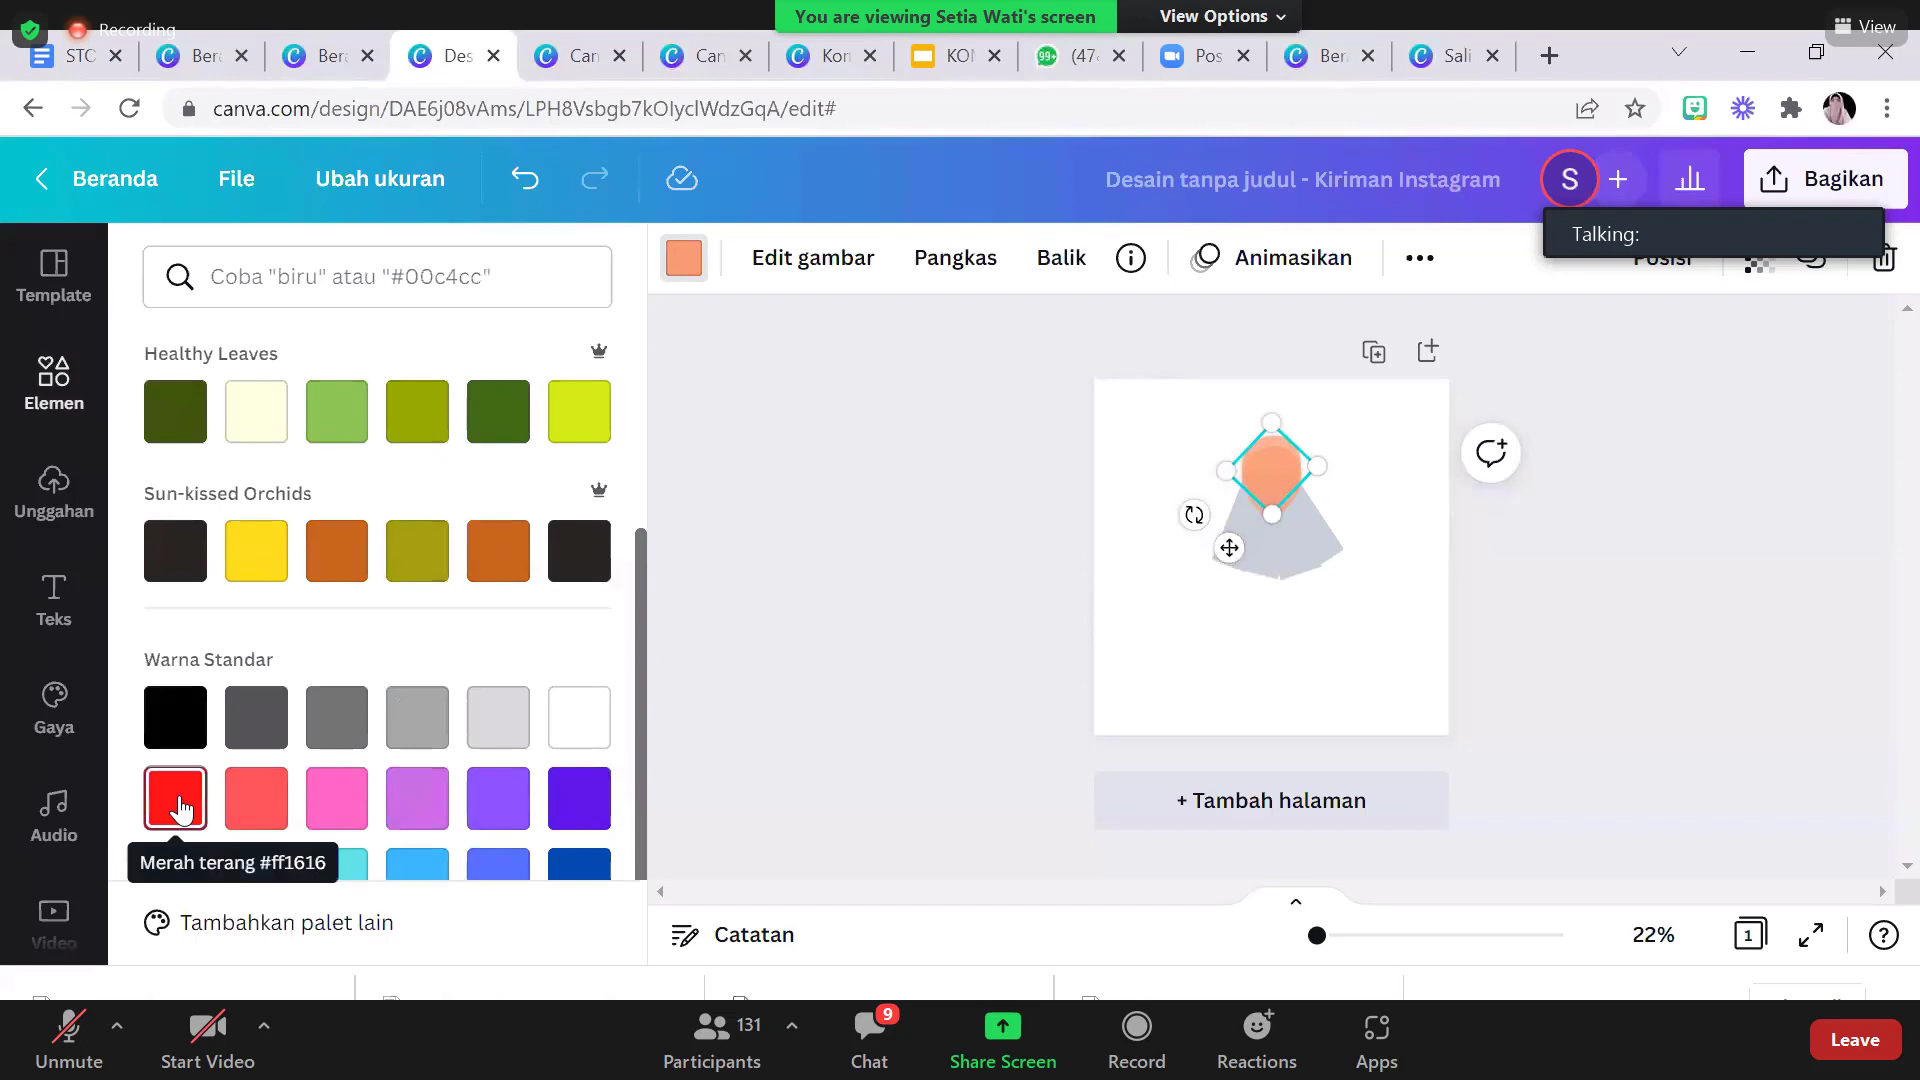 You are viewing Setia Wati's screen
View Options
View
Recording
STC
Ber
Ber
Des
Can
Can
Kon
KOI
99+
(47
Pos
Ber
Sali
canva.com/design/DAE6j08vAms/LPH8Vsbgb7kOIyclWdzGqA/edit#
Beranda
File
Ubah ukuran
Desain tanpa judul - Kiriman Instagram
S
Bagikan
Talking:
Coba "biru" atau "#00c4cc"
Edit gambar
Pangkas
Balik
Animasikan
Posisi
Template
Elemen
Unggahan
Teks
Gaya
Audio
Video
Healthy Leaves
Sun-kissed Orchids
Warna Standar
Merah terang #ff1616
Tambahkan palet lain
+ Tambah halaman
Catatan
22%
1
Unmute
Start Video
131
Participants
9
Chat
Share Screen
Record
Reactions
Apps
Leave